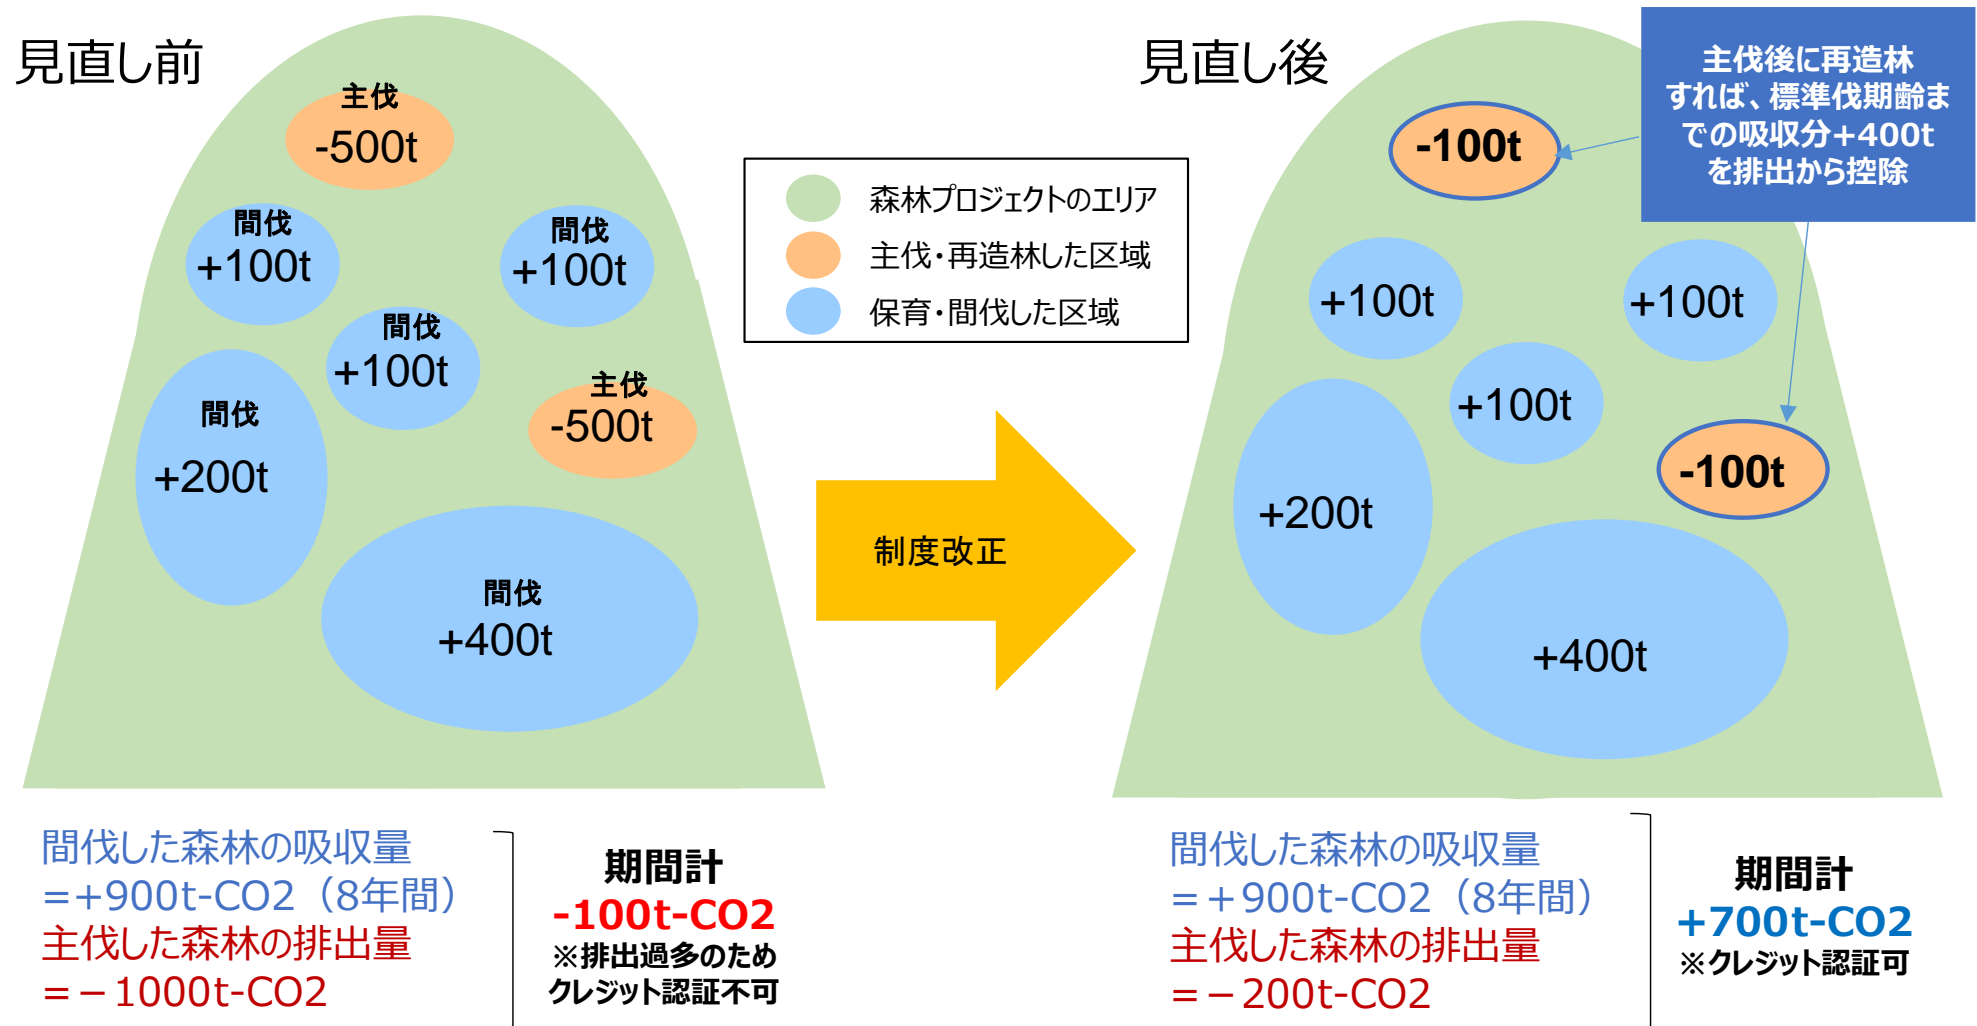 見直し前
主伐
-500t
間伐
+100t
間伐
+100t
間伐
+100t
主伐
-500t
間伐
+200t
間伐
+400t
間伐した森林の吸収量
=+900t-CO2（8年間）
主伐した森林の排出量
=－1000t-CO2
期間計
-100t-CO2
※排出過多のため
クレジット認証不可
森林プロジェクトのエリア
主伐・再造林した区域
保育・間伐した区域
制度改正
見直し後
主伐後に再造林
すれば、標準伐期齢ま
での吸収分+400t
を排出から控除
-100t
+100t
+100t
+100t
-100t
+200t
+400t
間伐した森林の吸収量
=+900t-CO2（8年間）
主伐した森林の排出量
=－200t-CO2
期間計
+700t-CO2
※クレジット認証可